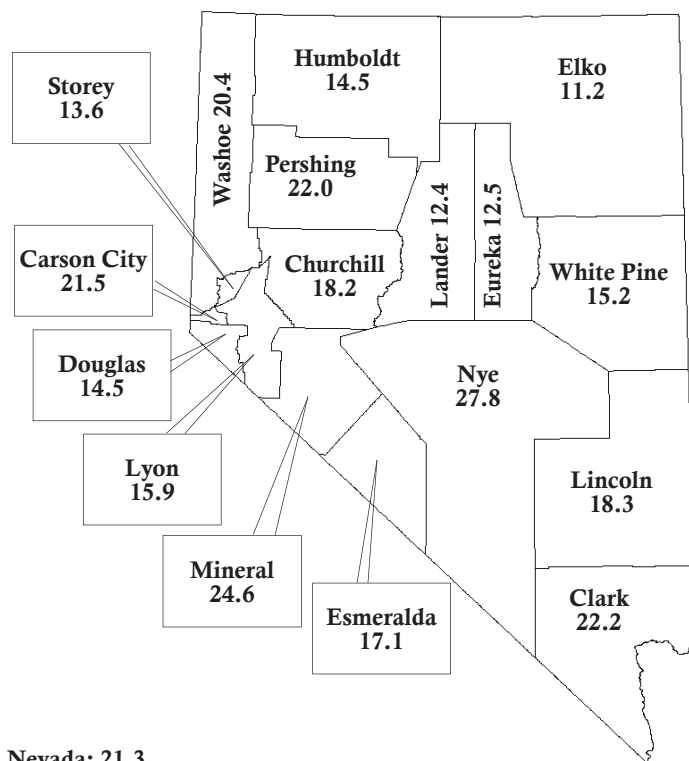 Humboldt
14.5
Elko
11.2
Storey
13.6
Washoe 20.4
Pershing
22.0
Lander 12.4
Eureka 12.5
Carson City
21.5
Churchill
18.2
White Pine
15.2
Douglas
14.5
Nye
27.8
Lyon
15.9
Lincoln
18.3
Mineral
24.6
Esmeralda
17.1
Clark
22.2
Nevada: 21.3